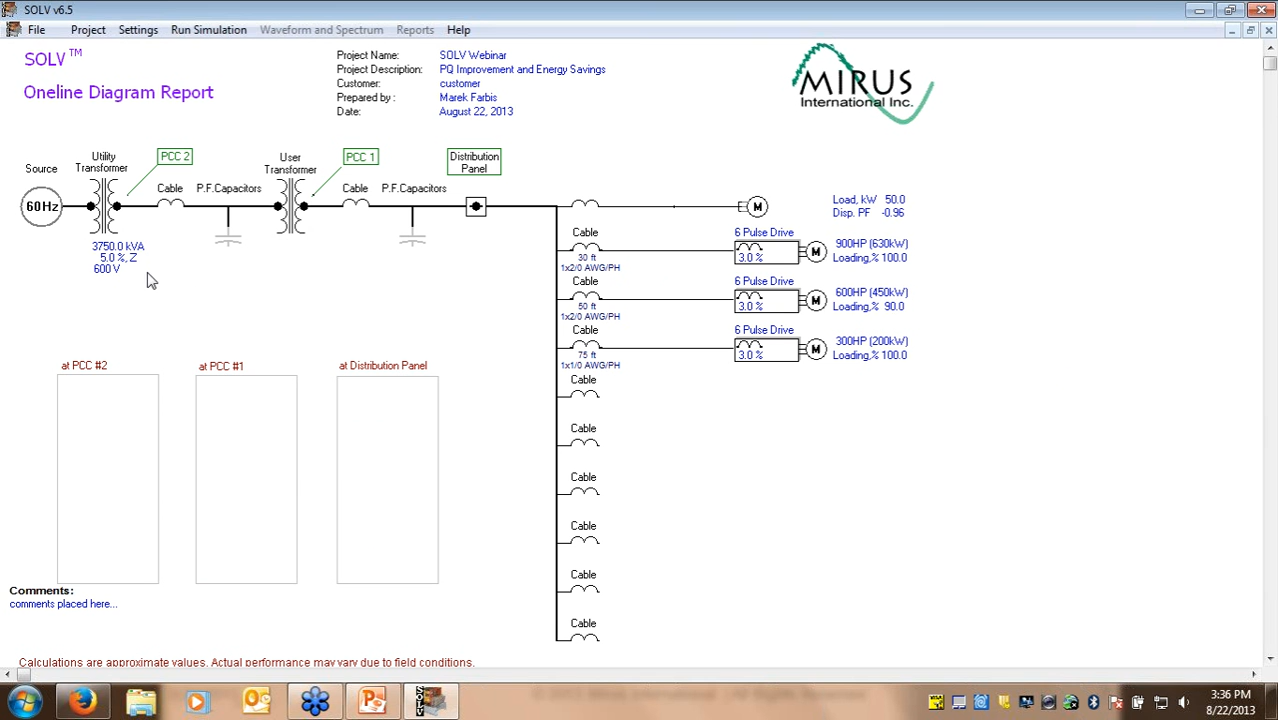 SOLV v6.5
File Project Settings Run Simulation Waveform and Spectrum Reports Help
SOLV TM
Oneline Diagram Report
Project Name: SOLV Webinar
Project Description: PQ Improvement and Energy Savings
Customer: customer
Prepared by : Marek Farbis
Date: August 22, 2013
MIRUS
International Inc.
Source
Utility
Transformer
PCC 2
Cable
P.F.Capacitors
User
Transformer
PCC 1
Cable
P.F.Capacitors
Distribution
Panel
60Hz
3750.0 kVA
5.0 %, Z
600 V
M
Load, kW 50.0
Disp. PF -0.96
Cable
30 ft
1x2/0 AWG/PH
6 Pulse Drive
3.0 %
M
900HP (630kW)
Loading,% 100.0
Cable
50 ft
1x2/0 AWG/PH
6 Pulse Drive
3.0 %
M
600HP (450kW)
Loading,% 90.0
Cable
75 ft
1x1/0 AWG/PH
6 Pulse Drive
3.0 %
M
300HP (200kW)
Loading,% 100.0
Cable
Cable
Cable
Cable
Cable
Cable
at PCC #2
at PCC #1
at Distribution Panel
Comments:
comments placed here...
Calculations are approximate values. Actual performance may vary due to field conditions.
3:36 PM
8/22/2013